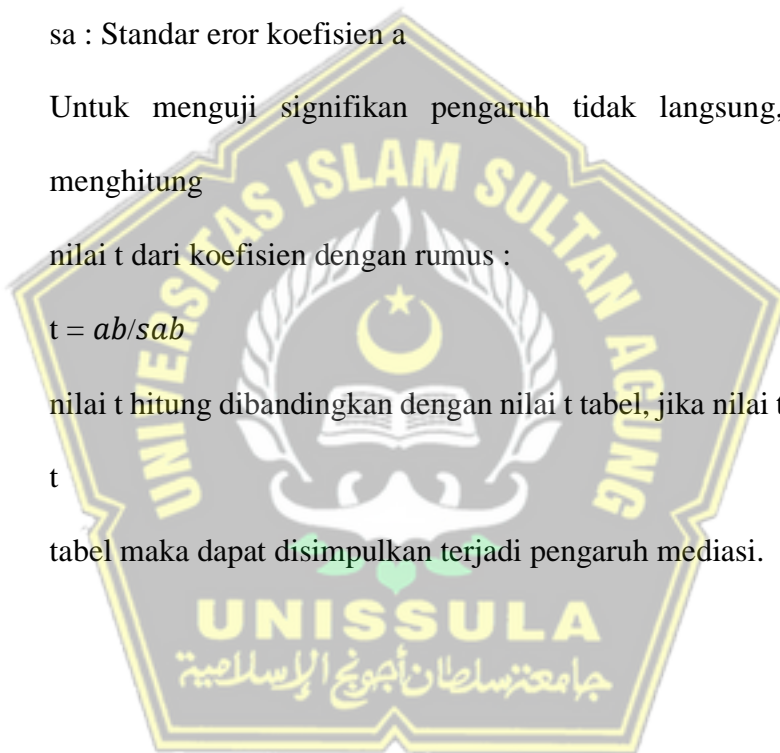 sa : Standar eror koefisien a
Untuk menguji signifikan pengaruh tidak langsung,
menghitung
nilai t dari koefisien dengan rumus :
t = ab/sab
nilai t hitung dibandingkan dengan nilai t tabel, jika nilai t
t
tabel maka dapat disimpulkan terjadi pengaruh mediasi.
UNIVERSITAS ISLAM SULTAN AGUNG
UNISSULA
جامعة سلطان أجونج الإسلامية